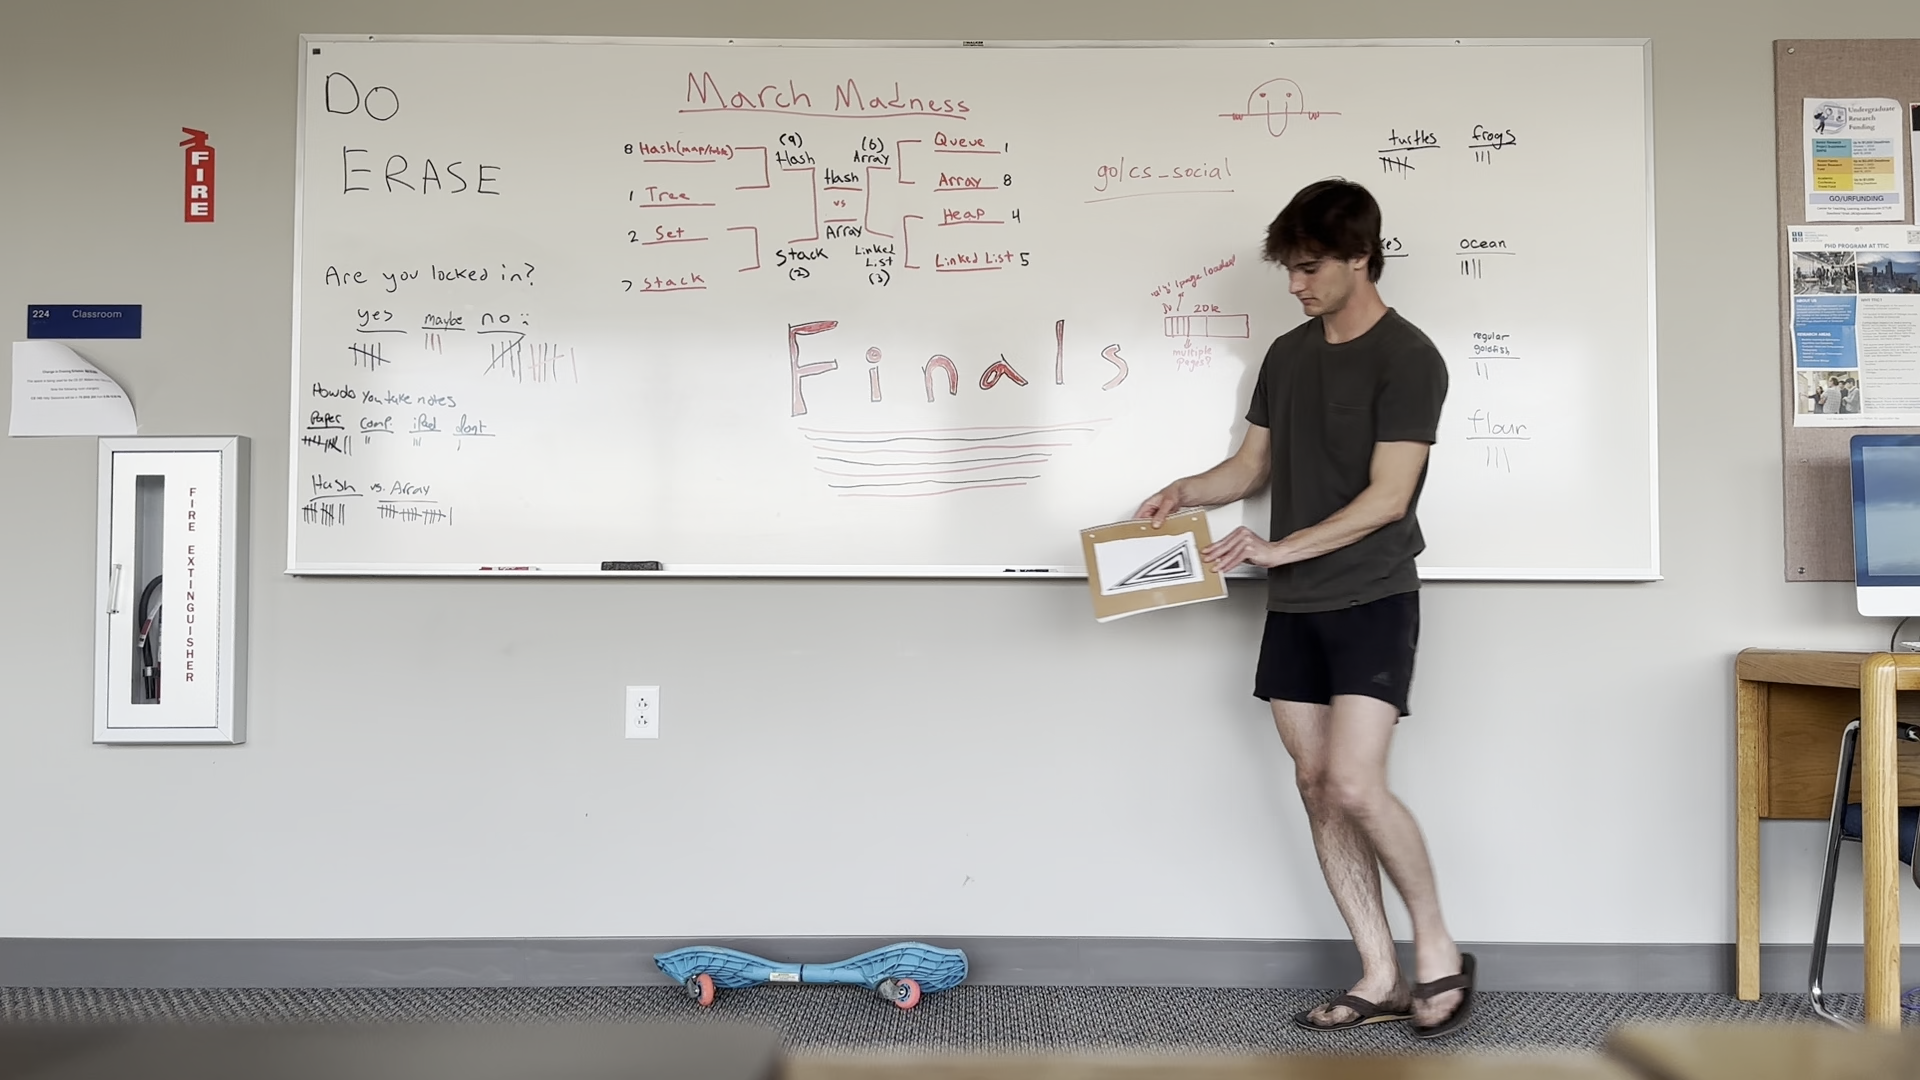 DO
ERASE
Are you locked in?
yes
maybe
no :
How do you take notes
Paper
comp.
iPad
dont
Hash vs. Array
March Madness
8 Hash(map/table)
1 Tree
2 Set
7 Stack
(9)
Hash
Stack
(2)
Hash
vs
Array
(6)
Array
Linked
List
(3)
Queue 1
Array 8
Heap 4
Linked List 5
Finals
go/cs_social
20k
multiple
pages?
turtles
frogs
kes
ocean
regular
goldfish
flour
FIRE
224 Classroom
FIRE EXTINGUISHER
Undergraduate
Research
Funding
GO/URFUNDING
PHD PROGRAM AT TTIC
RESEARCH AREAS